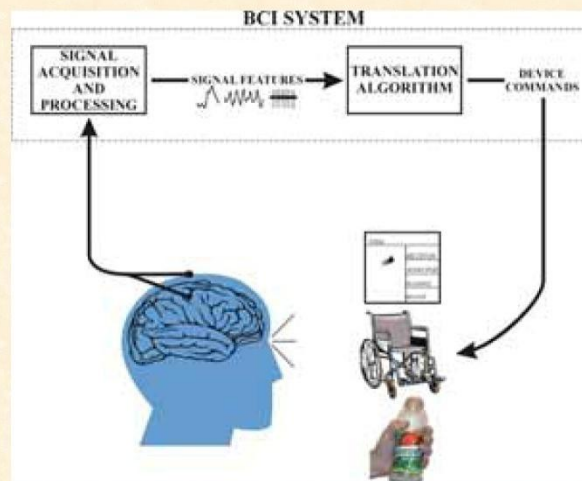 BCI SYSTEM
SIGNAL
ACQUISITION
AND
PROCESSING
SIGNAL FEATURES
TRANSLATION
ALGORITHM
DEVICE
COMMANDS